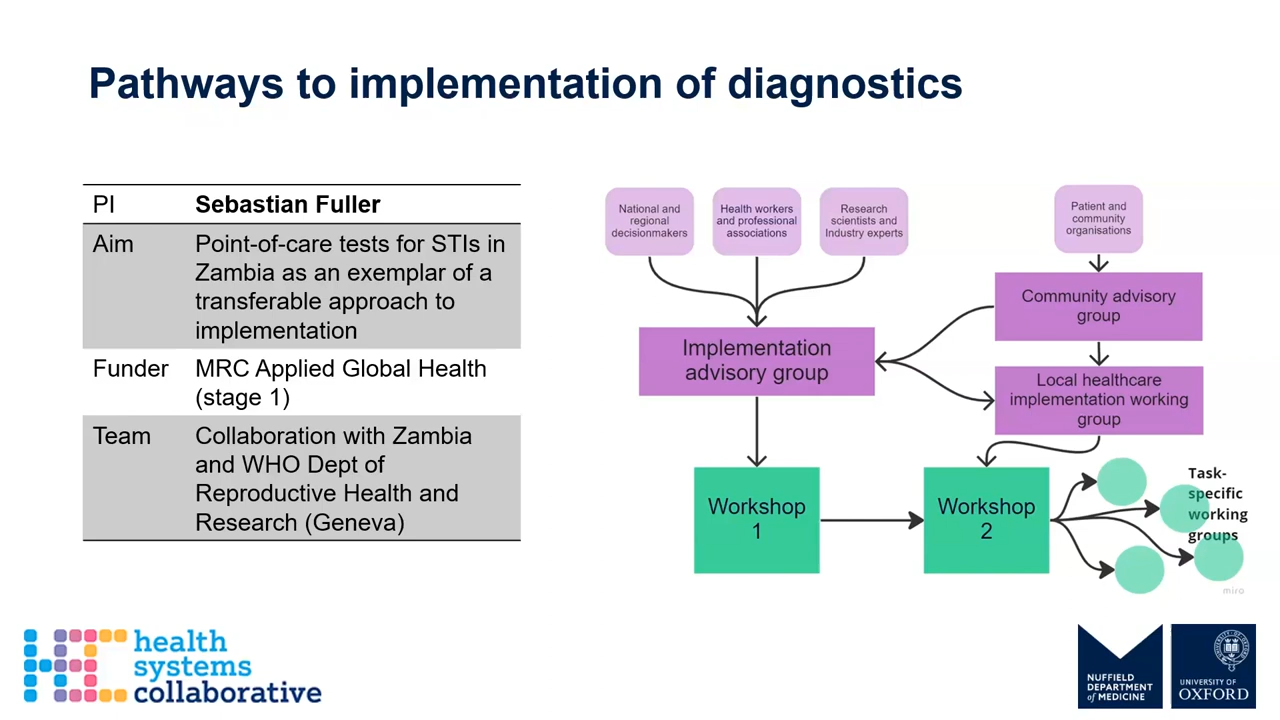 Pathways to implementation of diagnostics
PI
Sebastian Fuller
Aim
Point-of-care tests for STIs in
Zambia as an exemplar of a
transferable approach to
implementation
Funder
MRC Applied Global Health
(stage 1)
Team
Collaboration with Zambia
and WHO Dept of
Reproductive Health and
Research (Geneva)
National and
regional
decisionmakers
Health workers
and professional
associations
Research
scientists and
Industry experts
Patient and
community
organisations
Community advisory
group
Implementation
advisory group
Local healthcare
implementation working
group
Workshop
1
Workshop
2
Task-
specific
working
groups
miro
health
systems
collaborative
NUFFIELD
DEPARTMENT
of MEDICINE
UNIVERSITY OF
OXFORD